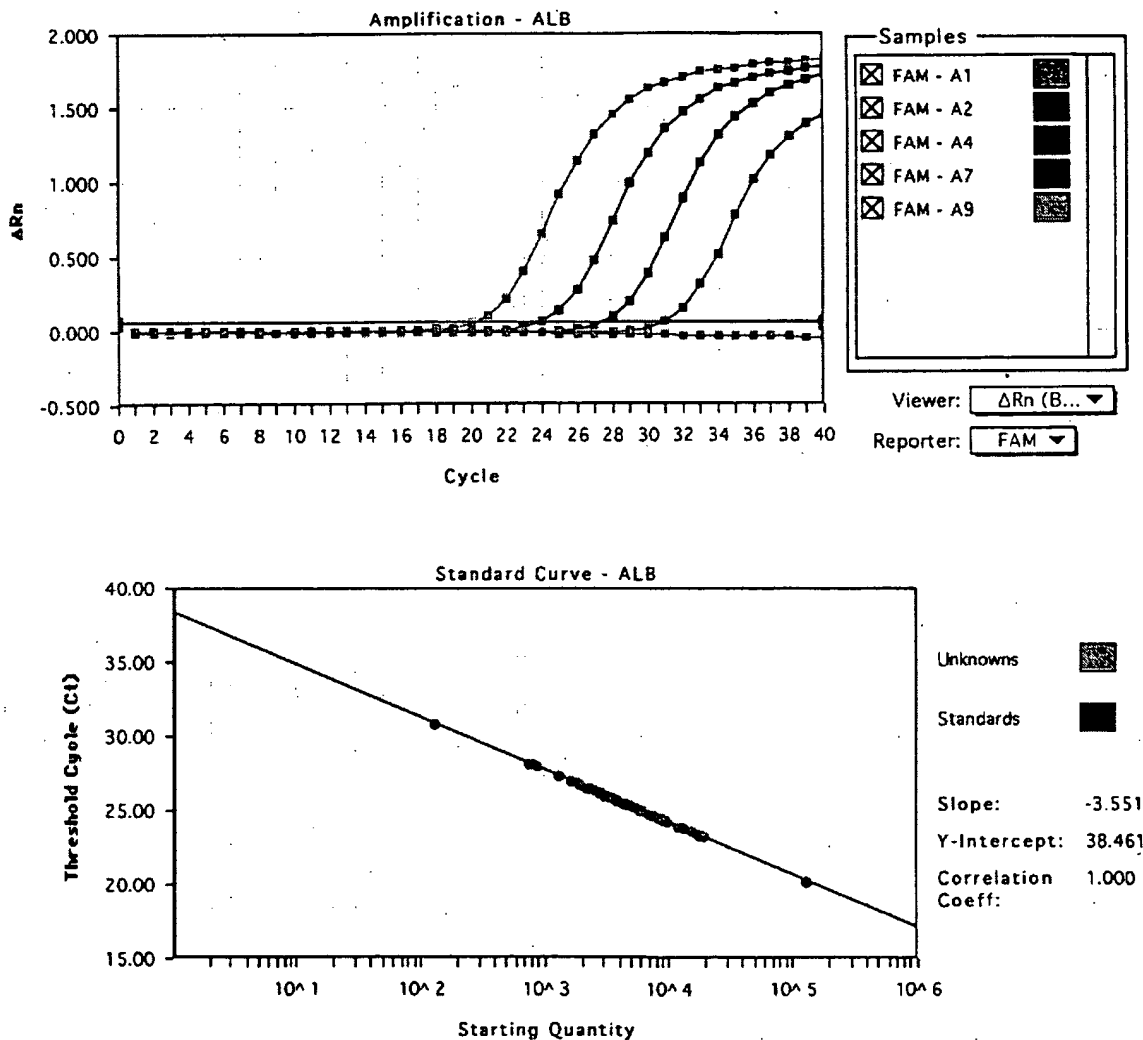 Amplification - ALB
2.000
1.500
1.000
0.500
0.000
-0.500
ΔRn
0 2 4 6 8 10 12 14 16 18 20 22 24 26 28 30 32 34 36 38 40
Cycle
Samples
FAM - A1
FAM - A2
FAM - A4
FAM - A7
FAM - A9
Viewer: ΔRn (B...
Reporter: FAM
Standard Curve - ALB
40.00
35.00
30.00
25.00
20.00
15.00
Threshold Cycle (Ct)
10^1 10^2 10^3 10^4 10^5 10^6
Starting Quantity
Unknowns
Standards
Slope: -3.551
Y-Intercept: 38.461
Correlation 1.000
Coeff: